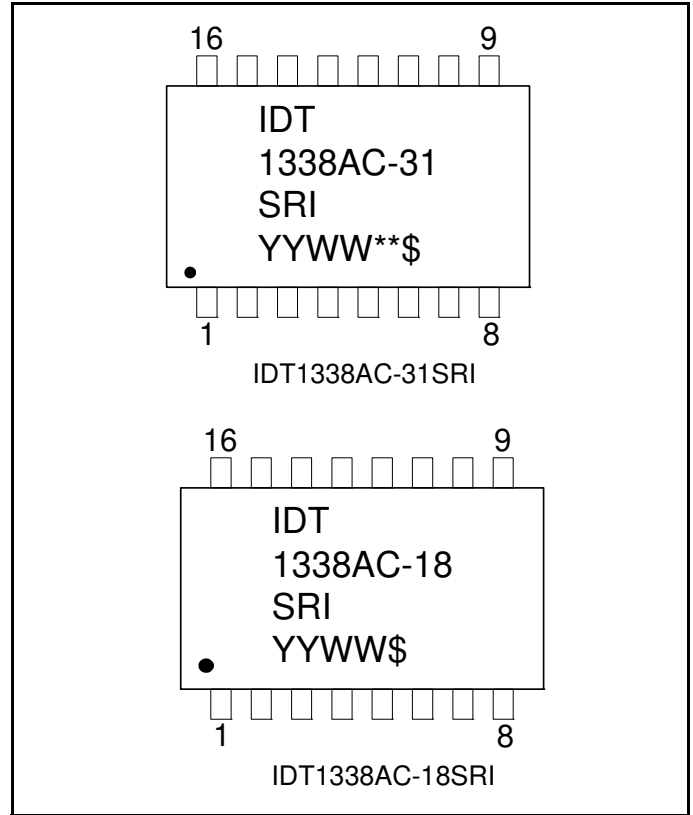 16 9
IDT
1338AC-31
SRI
YYWW**$
1 8
IDT1338AC-31SRI
16 9
IDT
1338AC-18
SRI
YYWW$
1 8
IDT1338AC-18SRI